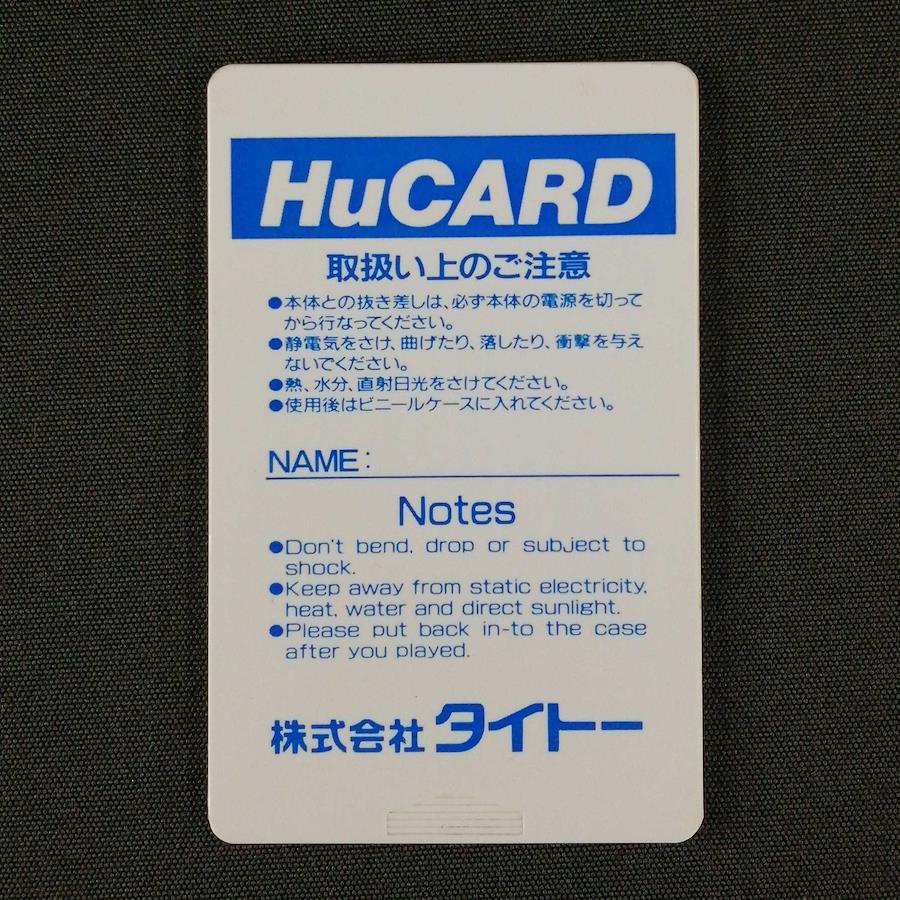 HuCARD
取扱い上のご注意
●本体との抜き差しは、必ず本体の電源を切って
から行なってください。
●静電気をさけ、曲げたり、落したり、衝撃を与え
ないでください。
●熱、水分、直射日光をさけてください。
●使用後はビニールケースに入れてください。
NAME:
Notes
●Don't bend, drop or subject to
shock.
●Keep away from static electricity,
heat, water and direct sunlight.
●Please put back in-to the case
after you played.
株式会社タイトー